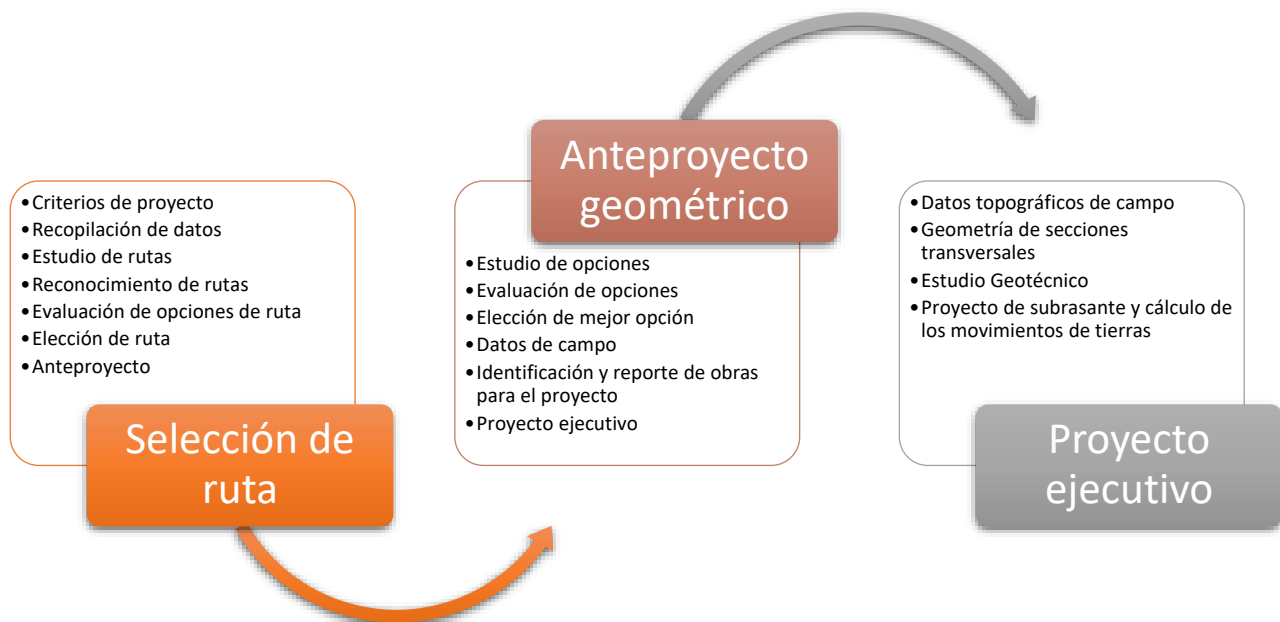 •Criterios de proyecto
•Recopilación de datos
•Estudio de rutas
•Reconocimiento de rutas
•Evaluación de opciones de ruta
•Elección de ruta
•Anteproyecto
Selección de
ruta
Anteproyecto
geométrico
•Estudio de opciones
•Evaluación de opciones
•Elección de mejor opción
•Datos de campo
•Identificación y reporte de obras
para el proyecto
•Proyecto ejecutivo
•Datos topográficos de campo
•Geometría de secciones
transversales
•Estudio Geotécnico
•Proyecto de subrasante y cálculo de
los movimientos de tierras
Proyecto
ejecutivo